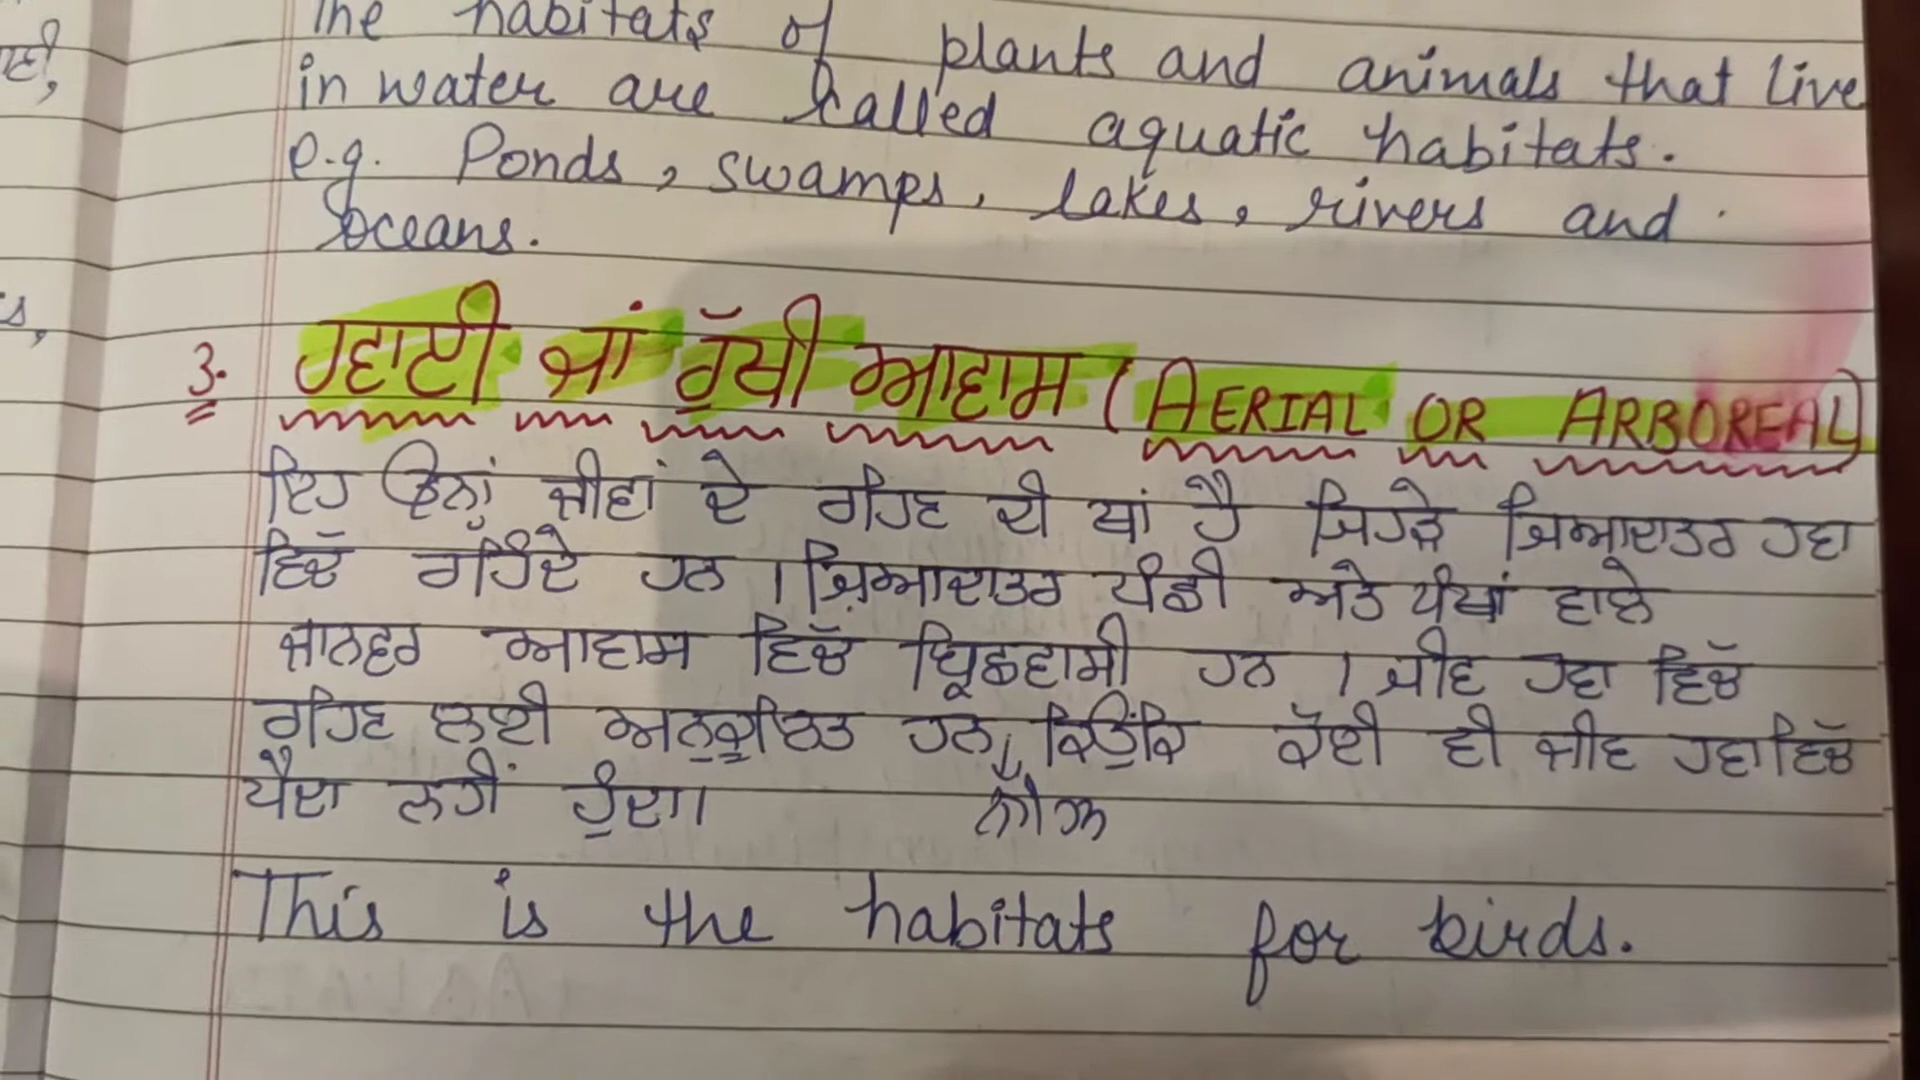 The habitats of plants and animals that live
in water are called aquatic habitats.
e.g. Ponds, swamps, lakes, rivers and
oceans.
3. ਹਵਾਈ ਜਾਂ ਰੁੱਖੀ ਆਵਾਸ (AERIAL OR ARBOREAL)
ਇਹ ਉਨ੍ਹਾਂ ਜੀਵਾਂ ਦੇ ਰਹਿਣ ਦੀ ਥਾਂ ਹੈ ਜਿਹੜੇ ਜ਼ਿਆਦਾਤਰ ਹਵਾ
ਵਿੱਚ ਰਹਿੰਦੇ ਹਨ । ਜ਼ਿਆਦਾਤਰ ਪੰਛੀ ਅਤੇ ਪੰਖਾਂ ਵਾਲੇ
ਜਾਨਵਰ ਆਵਾਸ ਵਿੱਚ ਹਨ । ਜੀਵ ਹਵਾ ਵਿੱਚ
ਰਹਿਣ ਲਈ ਅਨੁਕੂਲਿਤ ਹਨ, ਕਿਉਂਕਿ ਕੋਈ ਵੀ ਜੀਵ ਹਵਾ ਵਿੱਚ
ਪੈਦਾ ਨਹੀਂ ਹੁੰਦਾ।
This is the habitats for birds.